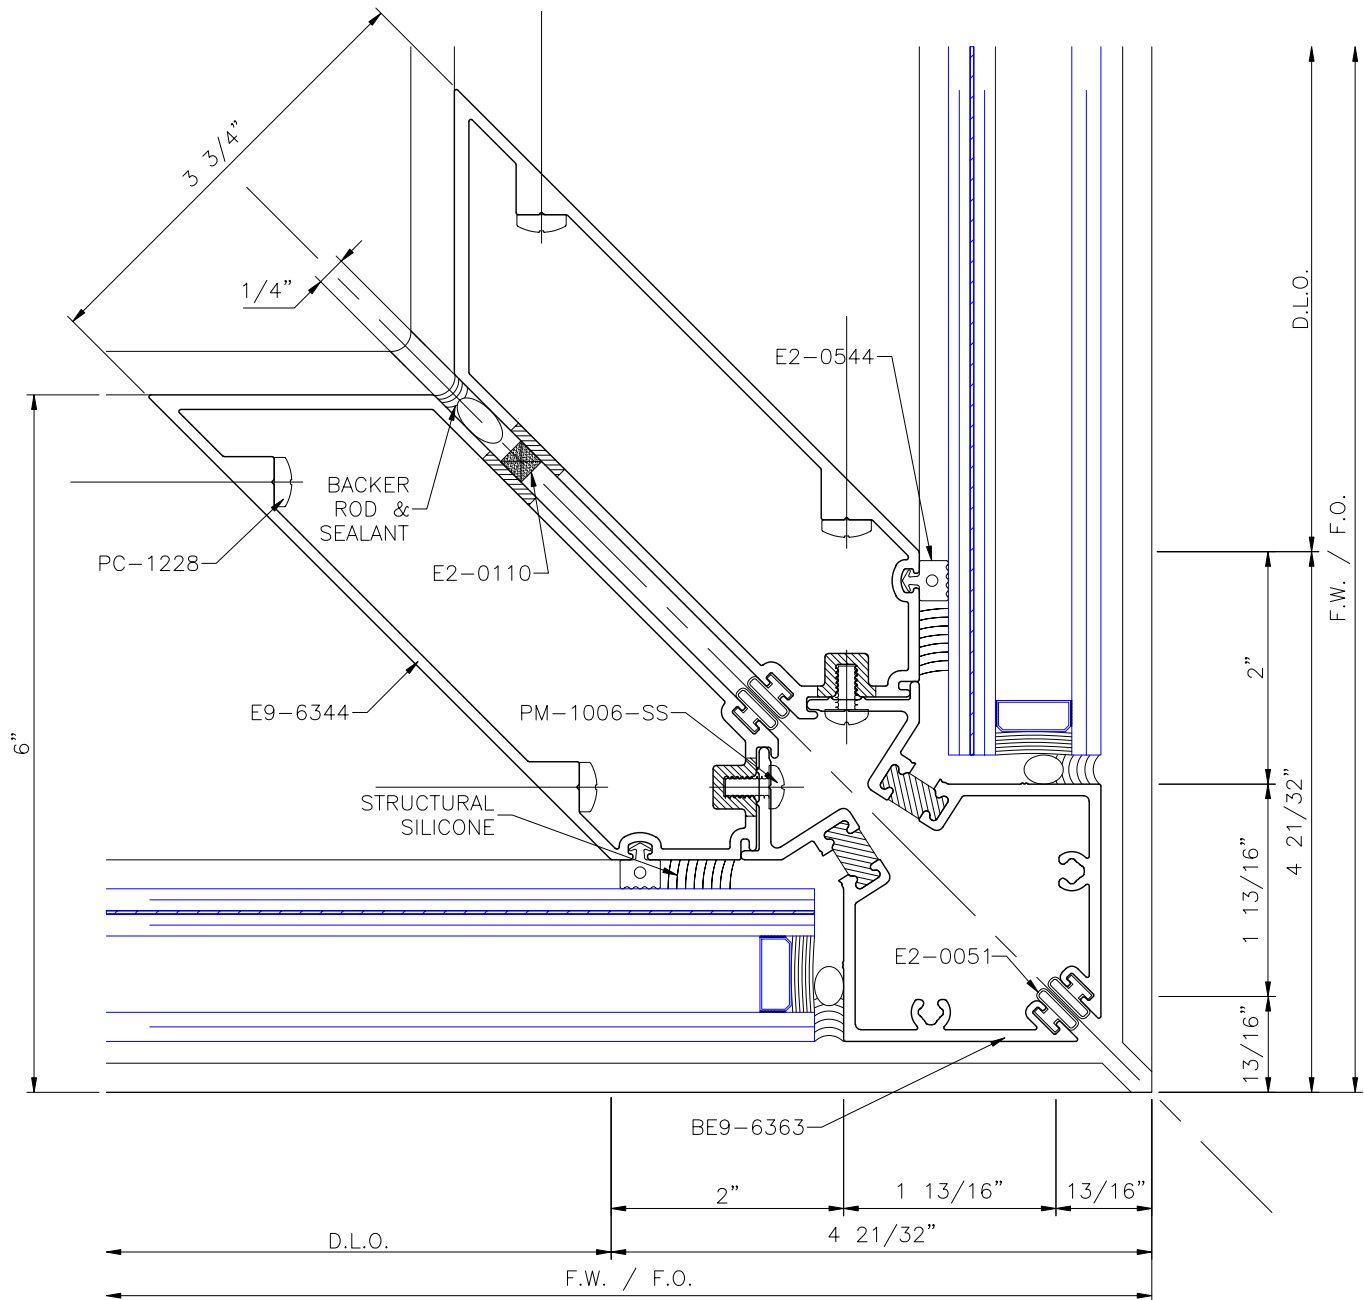 3 3/4”
1/4”
E2-0544
D.L.O.
BACKER
ROD &
SEALANT
PC-1228
E2-0110
F.W. / F.O.
2”
E9-6344
PM-1006-SS
6”
STRUCTURAL
SILICONE
4 21/32”
1 13/16”
E2-0051
13/16”
BE9-6363
2”
1 13/16”
13/16”
D.L.O.
4 21/32”
F.W. / F.O.